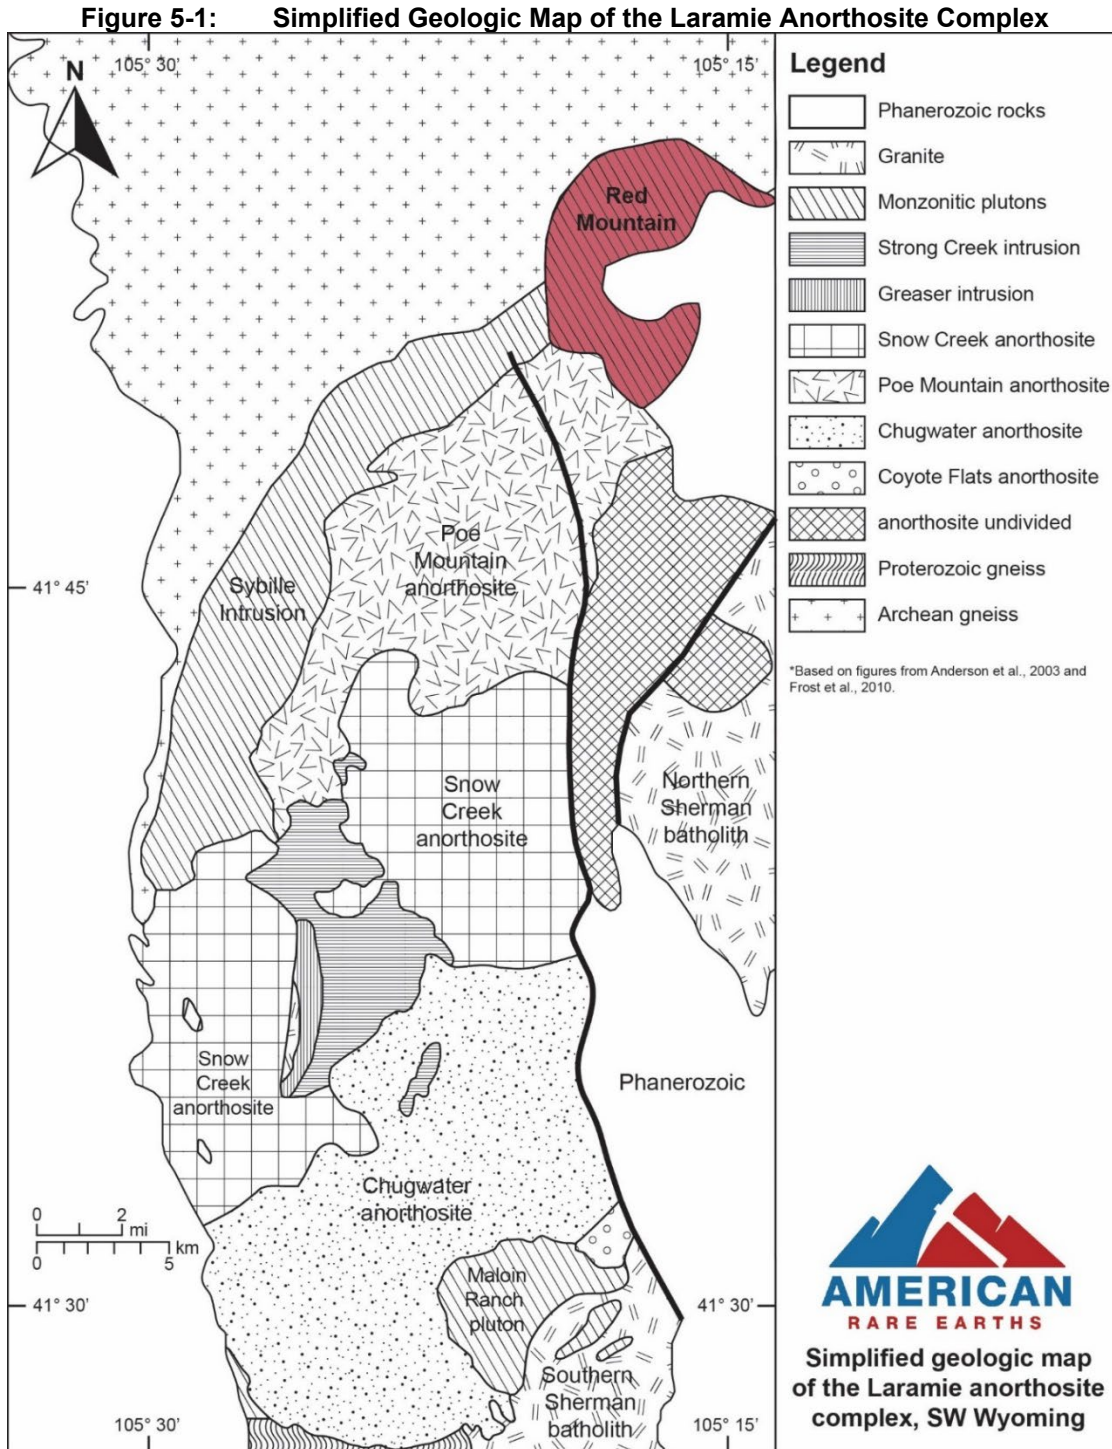 Figure 5-1: Simplified Geologic Map of the Laramie Anorthosite Complex
105° 30'
105° 15'
N
Red
Mountain
Poe
Mountain
anorthosite
41° 45'
Sybille
Intrusion
Snow
Creek
anorthosite
Northern
Sherman
batholith
Snow
Creek
anorthosite
Phanerozoic
Chugwater
anorthosite
0 2
mi
km
0 5
Maloin
Ranch
pluton
41° 30'
41° 30'
Southern
Sherman
batholith
105° 30'
105° 15'
Legend
Phanerozoic rocks
Granite
Monzonitic plutons
Strong Creek intrusion
Greaser intrusion
Snow Creek anorthosite
Poe Mountain anorthosite
Chugwater anorthosite
Coyote Flats anorthosite
anorthosite undivided
Proterozoic gneiss
Archean gneiss
*Based on figures from Anderson et al., 2003 and
Frost et al., 2010.
AMERICAN
RARE EARTHS
Simplified geologic map
of the Laramie anorthosite
complex, SW Wyoming